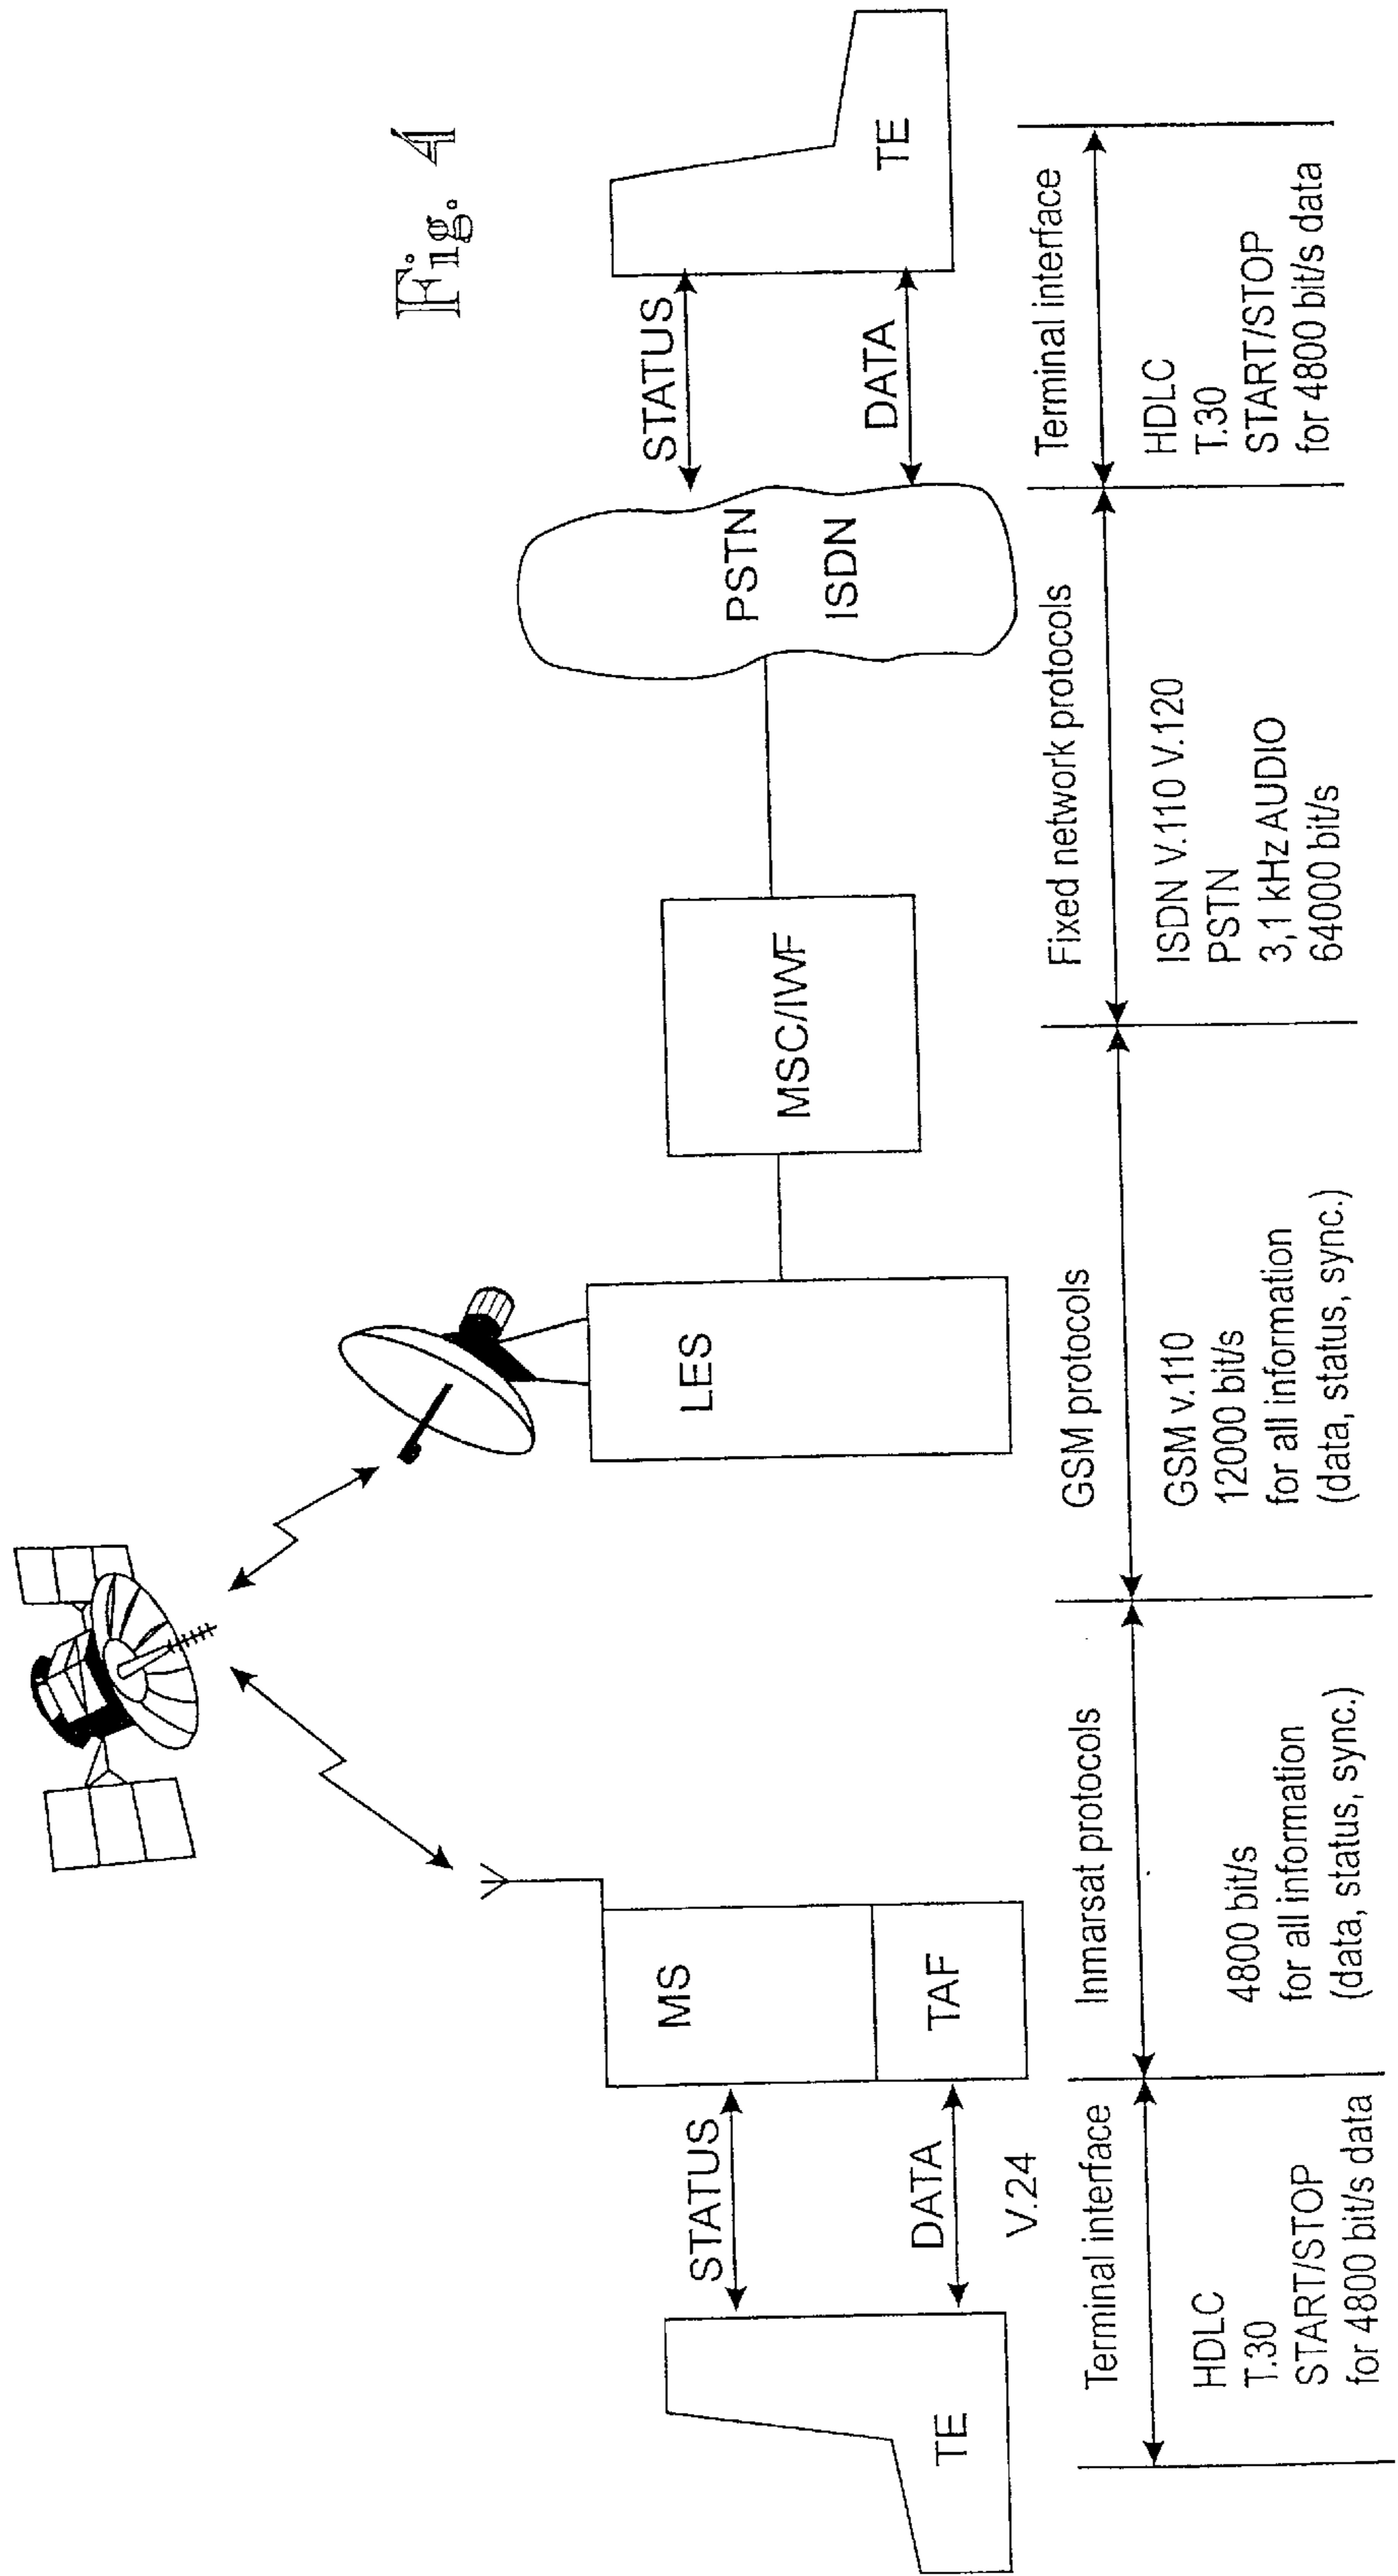 Fig. 4
TE
STATUS
DATA
V.24
MS
TAF
LES
MSC/IWF
PSTN
ISDN
STATUS
DATA
TE
Terminal interface
HDLC
T.30
START/STOP
for 4800 bit/s data
Inmarsat protocols
4800 bit/s
for all information
(data, status, sync.)
GSM protocols
GSM v.110
12000 bit/s
for all information
(data, status, sync.)
Fixed network protocols
ISDN V.110 V.120
PSTN
3,1 kHz AUDIO
64000 bit/s
Terminal interface
HDLC
T.30
START/STOP
for 4800 bit/s data